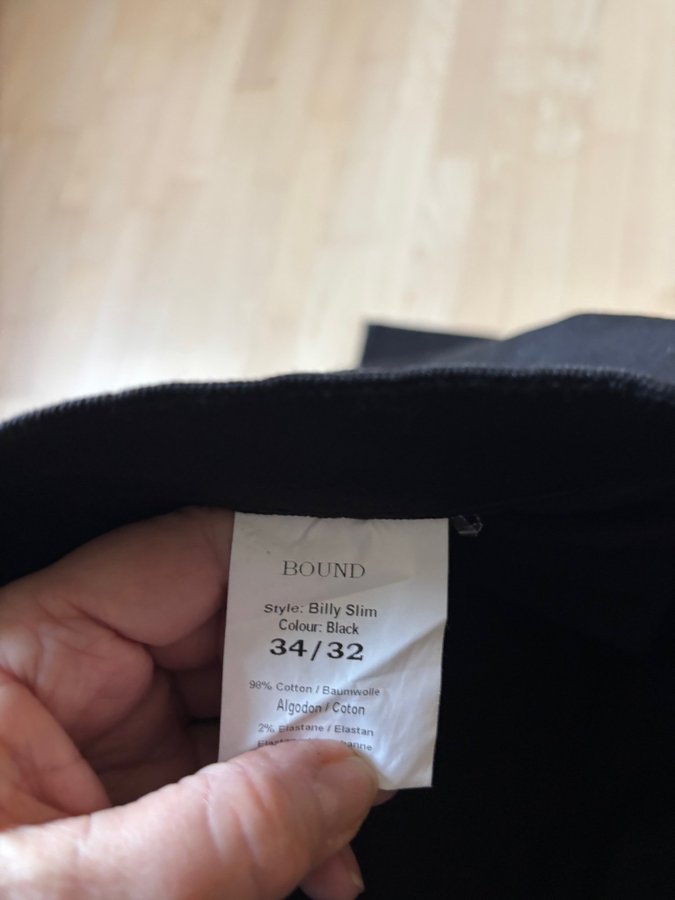 BOUND
Style: Billy Slim
Colour: Black
34/32
98% Cotton / Baumwolle
Algodon / Coton
2% Elastane / Elastan